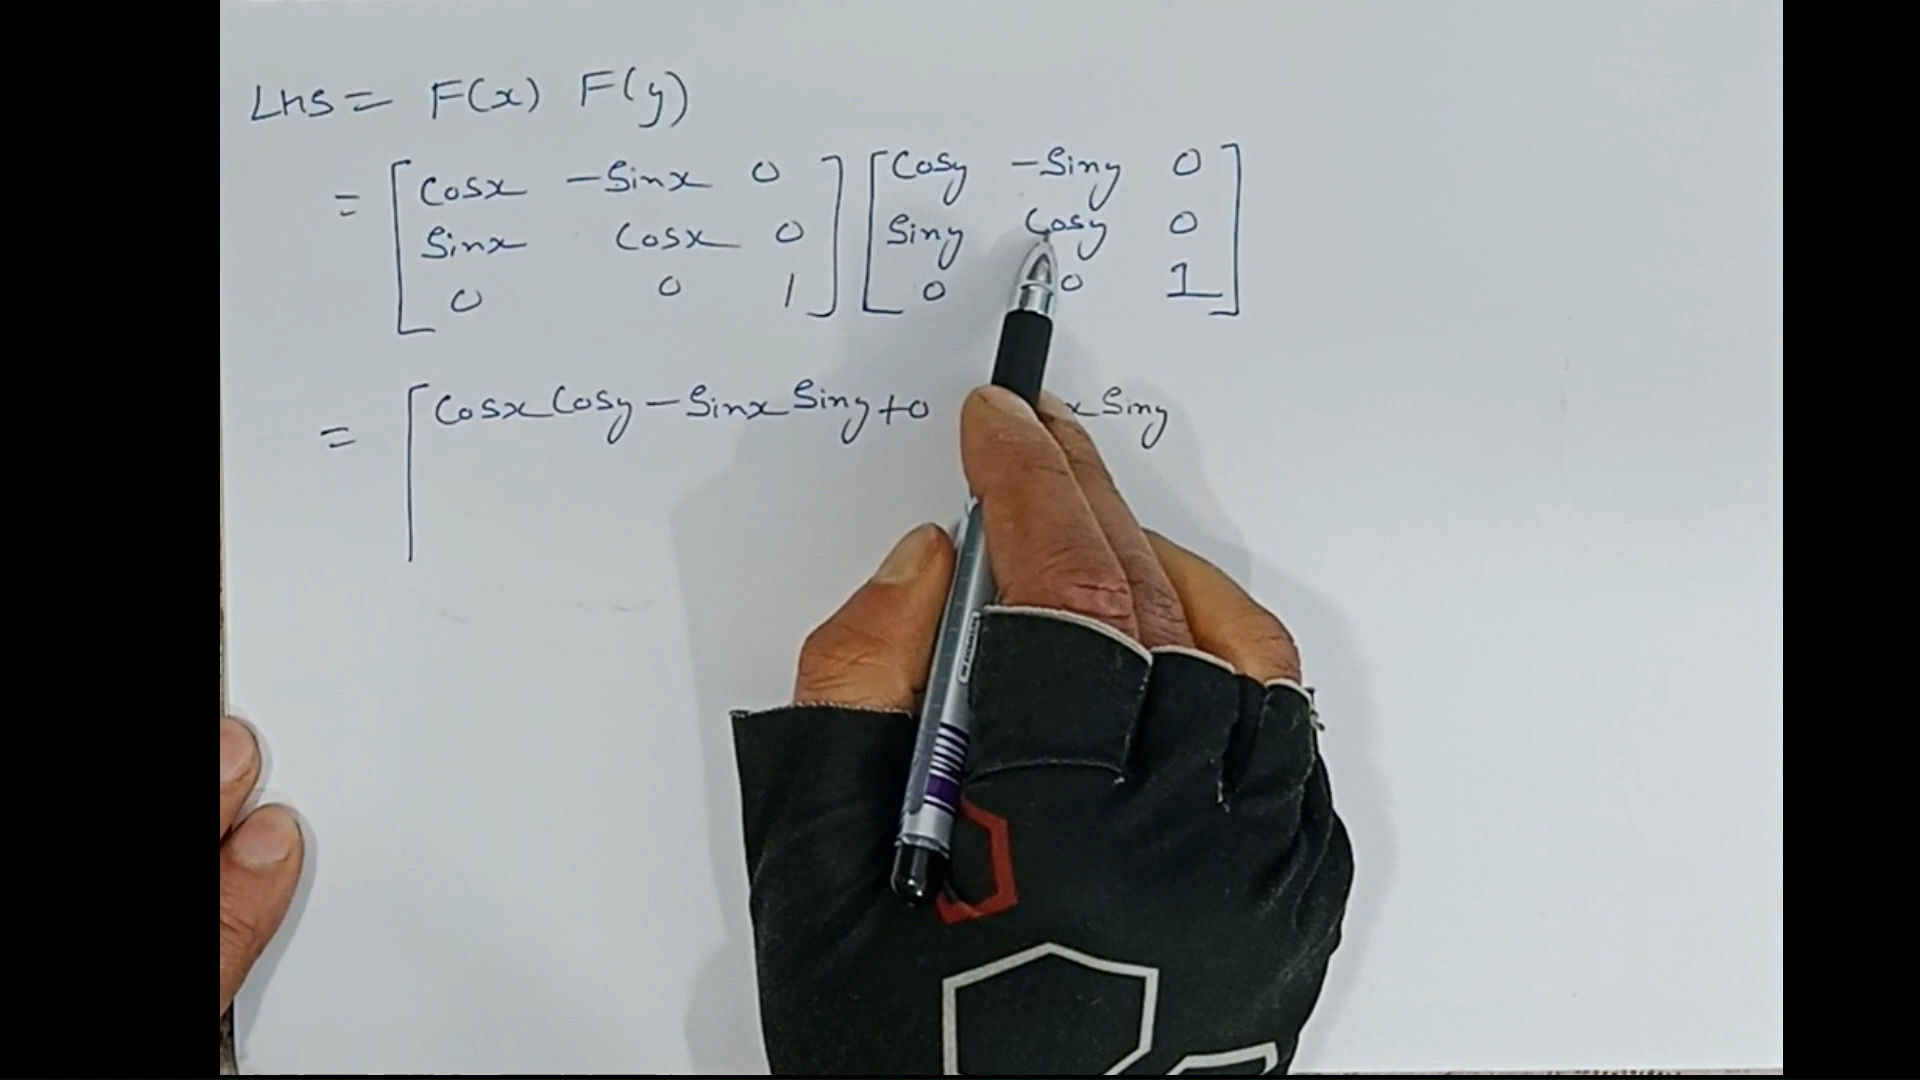 LHS = F(x) F(y)
= [ Cosx -Sinx 0 ] [ Cosy -Siny 0 ]
Sinx Cosx 0 Siny Cosy 0
0 0 1 0 0 1
= [ Cosx Cosy - Sinx Siny + 0 x Siny